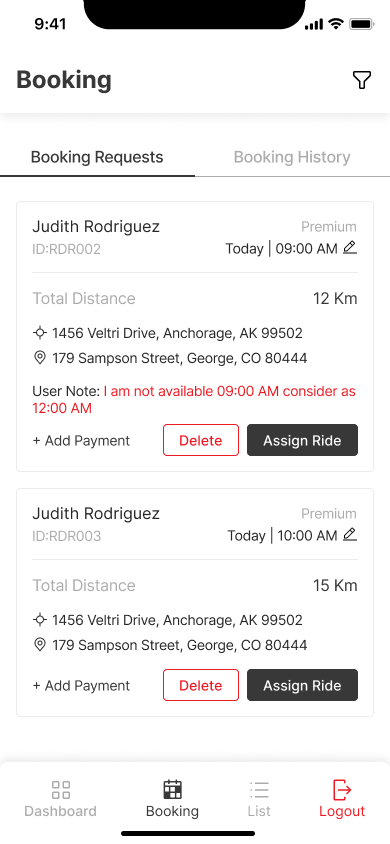 9:41
Booking
Booking Requests
Booking History
Judith Rodriguez
Premium
ID:RDR002
Today | 09:00 AM
Total Distance
12 Km
1456 Veltri Drive, Anchorage, AK 99502
179 Sampson Street, George, CO 80444
User Note: I am not available 09:00 AM consider as
12:00 AM
+ Add Payment
Delete
Assign Ride
Judith Rodriguez
Premium
ID:RDR003
Today | 10:00 AM
Total Distance
15 Km
1456 Veltri Drive, Anchorage, AK 99502
179 Sampson Street, George, CO 80444
+ Add Payment
Delete
Assign Ride
Dashboard
Booking
List
Logout